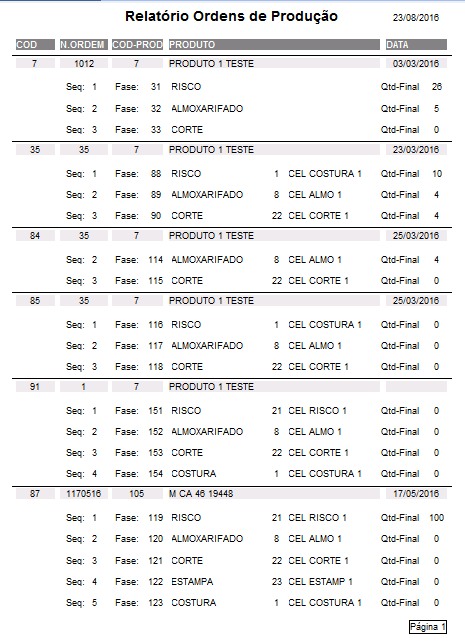 Relatório Ordens de Produção 23/08/2016
COD N.ORDEM COD-PROD PRODUTO DATA
7 1012 7 PRODUTO 1 TESTE 03/03/2016
Seq: 1 Fase: 31 RISCO Qtd-Final 26
Seq: 2 Fase: 32 ALMOXARIFADO Qtd-Final 5
Seq: 3 Fase: 33 CORTE Qtd-Final 0
35 35 7 PRODUTO 1 TESTE 23/03/2016
Seq: 1 Fase: 88 RISCO 1 CEL COSTURA 1 Qtd-Final 10
Seq: 2 Fase: 89 ALMOXARIFADO 8 CEL ALMO 1 Qtd-Final 4
Seq: 3 Fase: 90 CORTE 22 CEL CORTE 1 Qtd-Final 4
84 35 7 PRODUTO 1 TESTE 25/03/2016
Seq: 2 Fase: 114 ALMOXARIFADO 8 CEL ALMO 1 Qtd-Final 4
Seq: 3 Fase: 115 CORTE 22 CEL CORTE 1 Qtd-Final 0
85 35 7 PRODUTO 1 TESTE 25/03/2016
Seq: 1 Fase: 116 RISCO 1 CEL COSTURA 1 Qtd-Final 0
Seq: 2 Fase: 117 ALMOXARIFADO 8 CEL ALMO 1 Qtd-Final 0
Seq: 3 Fase: 118 CORTE 22 CEL CORTE 1 Qtd-Final 0
91 1 7 PRODUTO 1 TESTE
Seq: 1 Fase: 151 RISCO 21 CEL RISCO 1 Qtd-Final 0
Seq: 2 Fase: 152 ALMOXARIFADO 8 CEL ALMO 1 Qtd-Final 0
Seq: 3 Fase: 153 CORTE 22 CEL CORTE 1 Qtd-Final 0
Seq: 4 Fase: 154 COSTURA 1 CEL COSTURA 1 Qtd-Final 0
87 1170516 105 M CA 46 19448 17/05/2016
Seq: 1 Fase: 119 RISCO 21 CEL RISCO 1 Qtd-Final 100
Seq: 2 Fase: 120 ALMOXARIFADO 8 CEL ALMO 1 Qtd-Final 0
Seq: 3 Fase: 121 CORTE 22 CEL CORTE 1 Qtd-Final 0
Seq: 4 Fase: 122 ESTAMPA 23 CEL ESTAMP 1 Qtd-Final 0
Seq: 5 Fase: 123 COSTURA 1 CEL COSTURA 1 Qtd-Final 0
Página 1